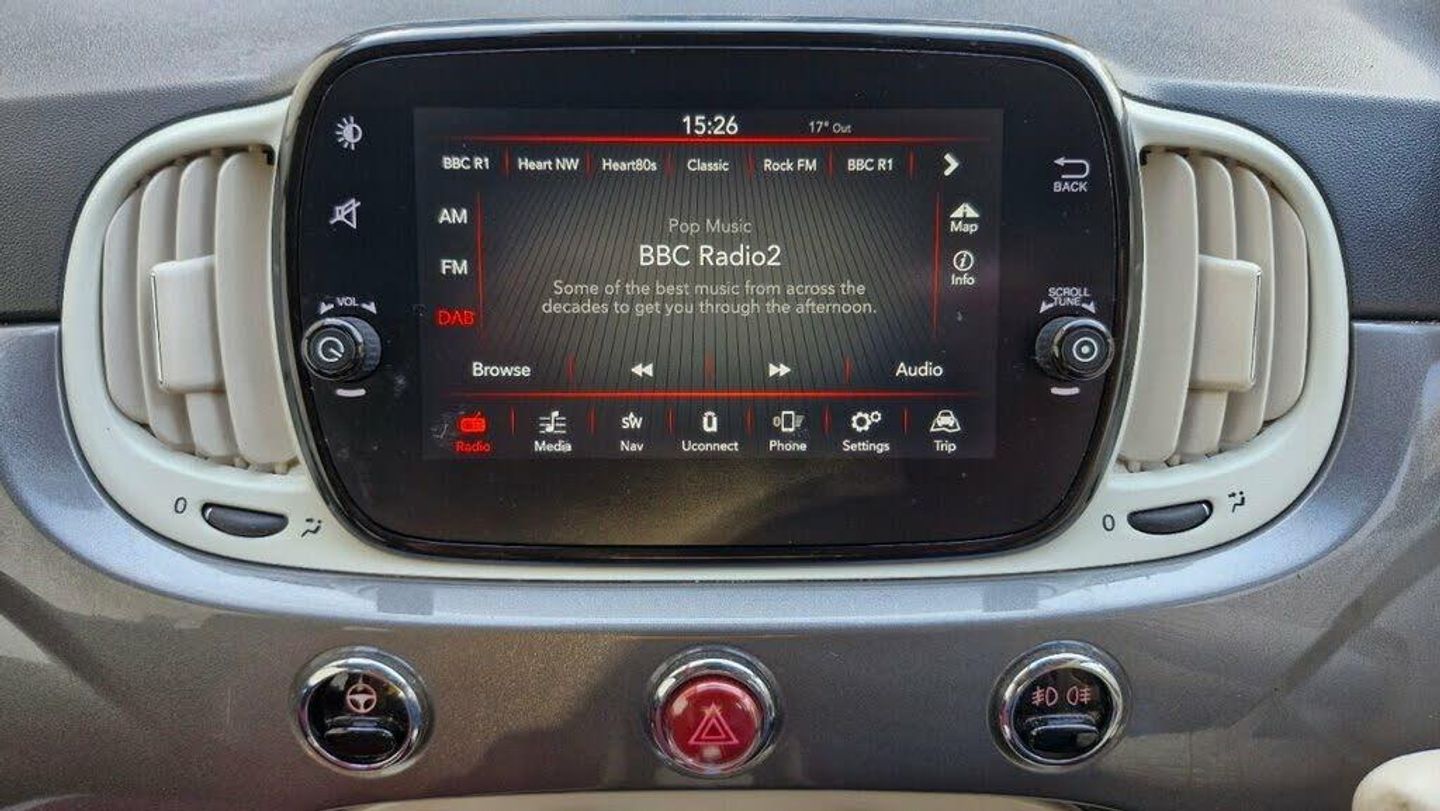 15:26 17° Out
BBC R1 Heart NW Heart80s Classic Rock FM BBC R1
BACK
AM
Pop Music
Map
BBC Radio2
FM
Info
Some of the best music from across the
decades to get you through the afternoon.
DAB
VOL
SCROLL
TUNE
Browse Audio
Radio Media Nav Uconnect Phone Settings Trip
0 0